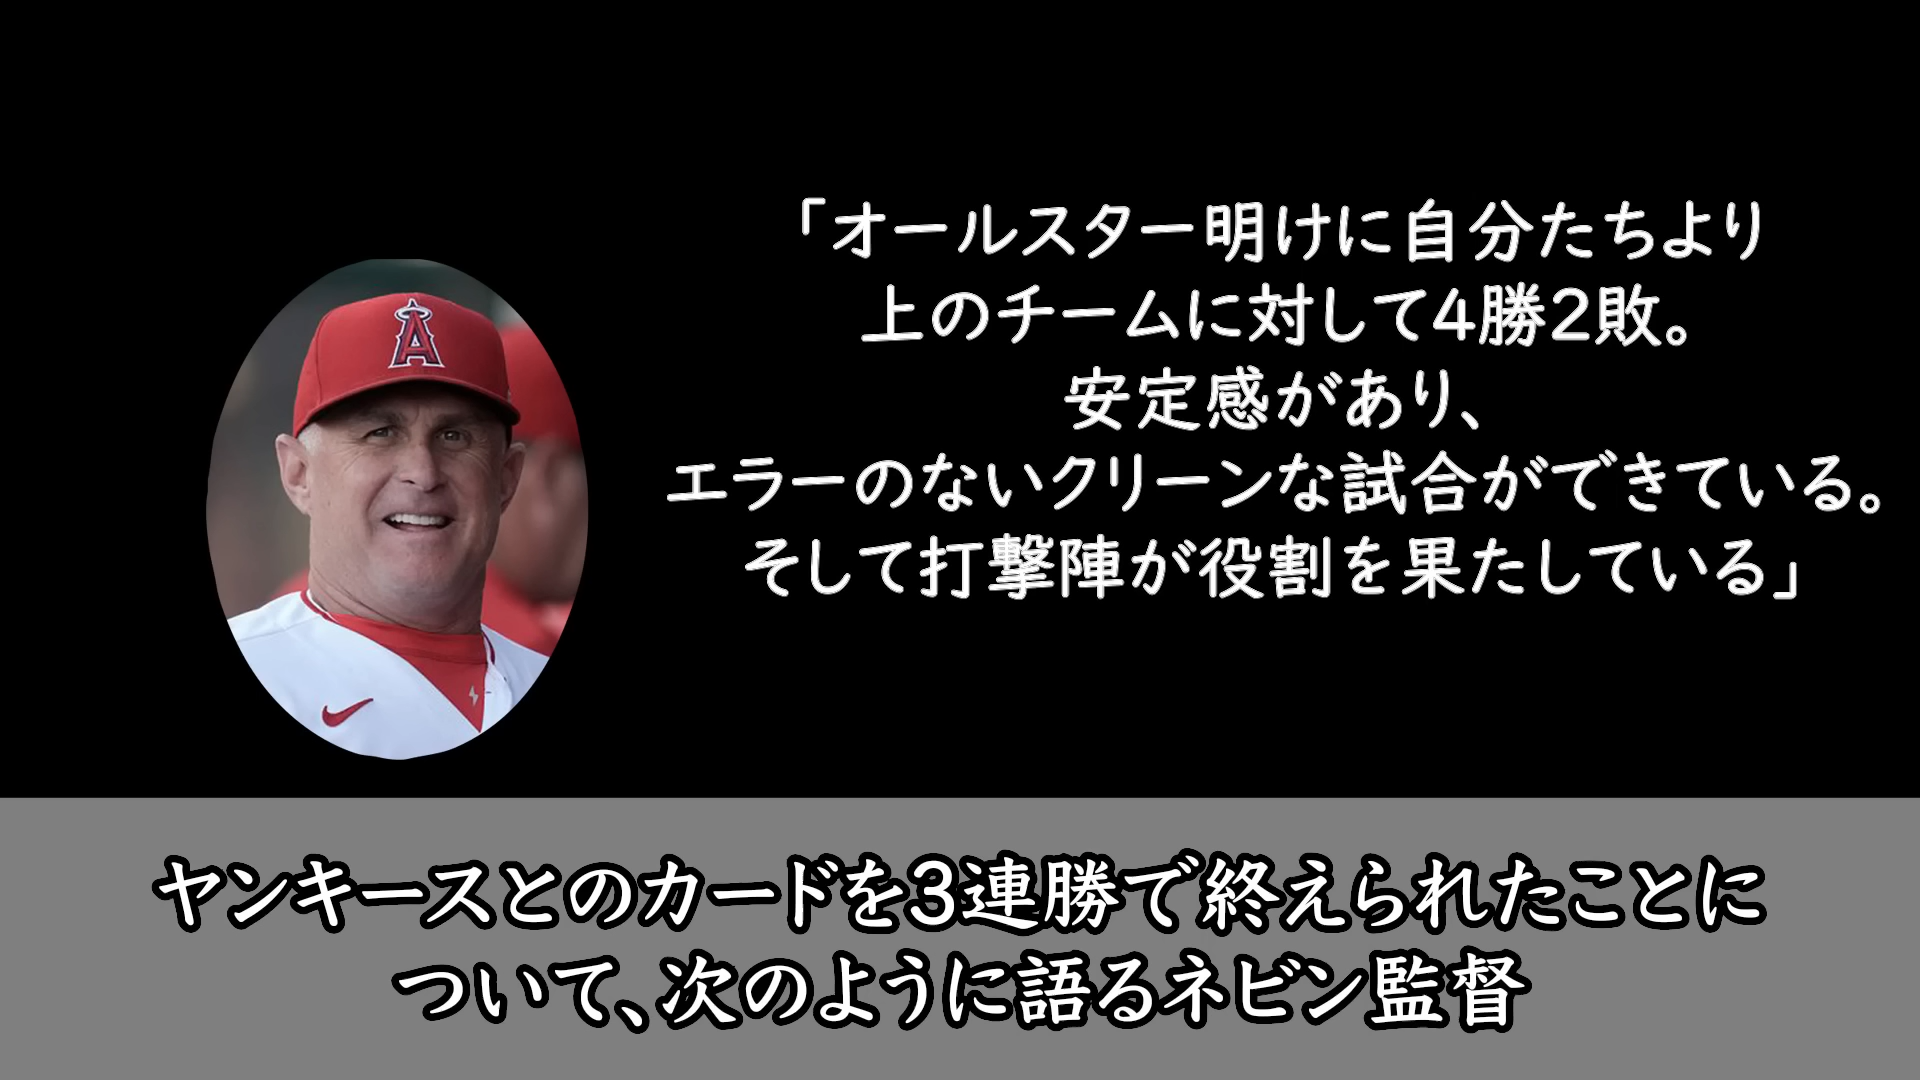 「オールスター明けに自分たちより
上のチームに対して4勝2敗。
安定感があり、
エラーのないクリーンな試合ができている。
そして打撃陣が役割を果たしている」
A
ヤンキースとのカードを3連勝で終えられたことに
ついて、次のように語るネビン監督